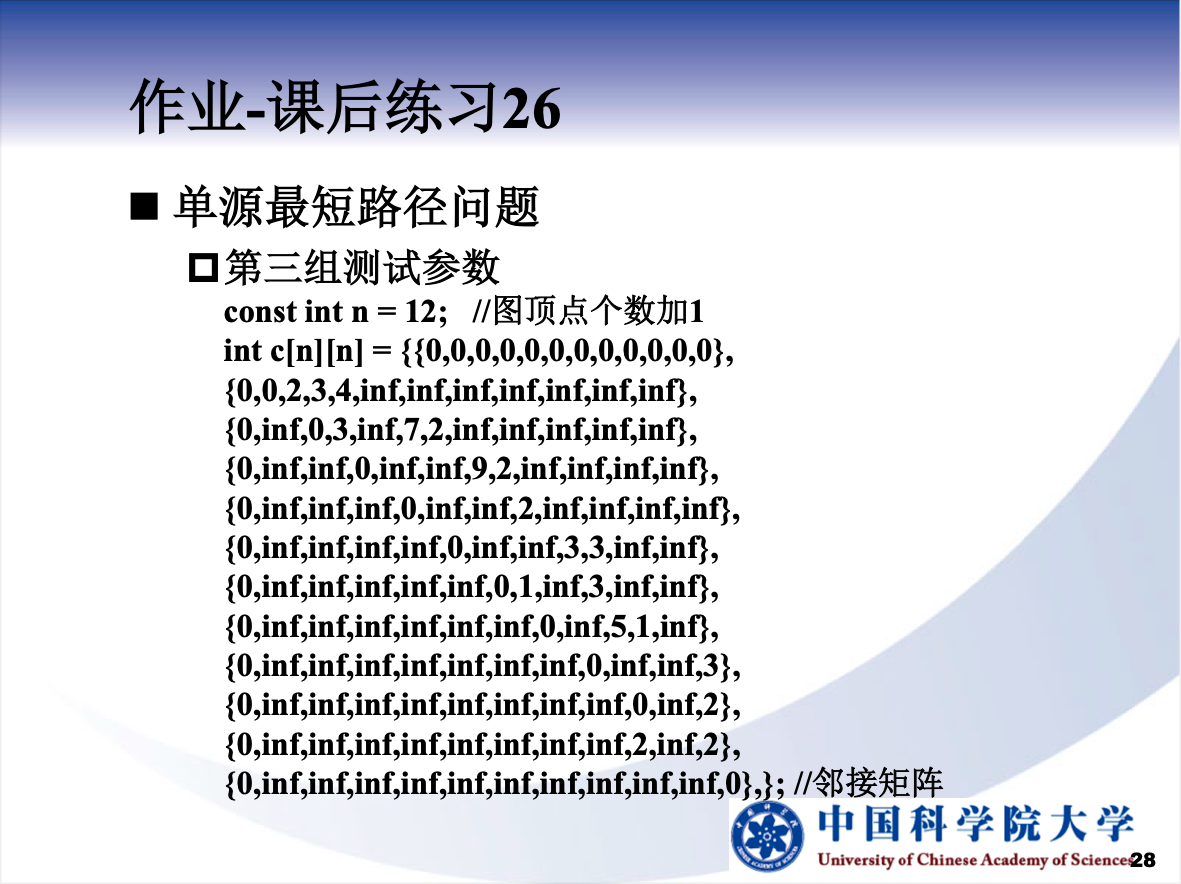 作业-课后练习26
■ 单源最短路径问题
第三组测试参数
const int n = 12; //图顶点个数加1
int c[n][n] = {{0,0,0,0,0,0,0,0,0,0,0,0},
{0,0,2,3,4,inf,inf,inf,inf,inf,inf,inf},
{0,inf,0,3,inf,7,2,inf,inf,inf,inf,inf},
{0,inf,inf,0,inf,inf,9,2,inf,inf,inf,inf},
{0,inf,inf,inf,0,inf,inf,2,inf,inf,inf,inf},
{0,inf,inf,inf,inf,0,inf,inf,3,3,inf,inf},
{0,inf,inf,inf,inf,inf,0,1,inf,3,inf,inf},
{0,inf,inf,inf,inf,inf,inf,0,inf,5,1,inf},
{0,inf,inf,inf,inf,inf,inf,inf,0,inf,inf,3},
{0,inf,inf,inf,inf,inf,inf,inf,inf,0,inf,2},
{0,inf,inf,inf,inf,inf,inf,inf,inf,2,inf,2},
{0,inf,inf,inf,inf,inf,inf,inf,inf,inf,inf,0},}; //邻接矩阵
中国科学院大学
University of Chinese Academy of Sciences
28